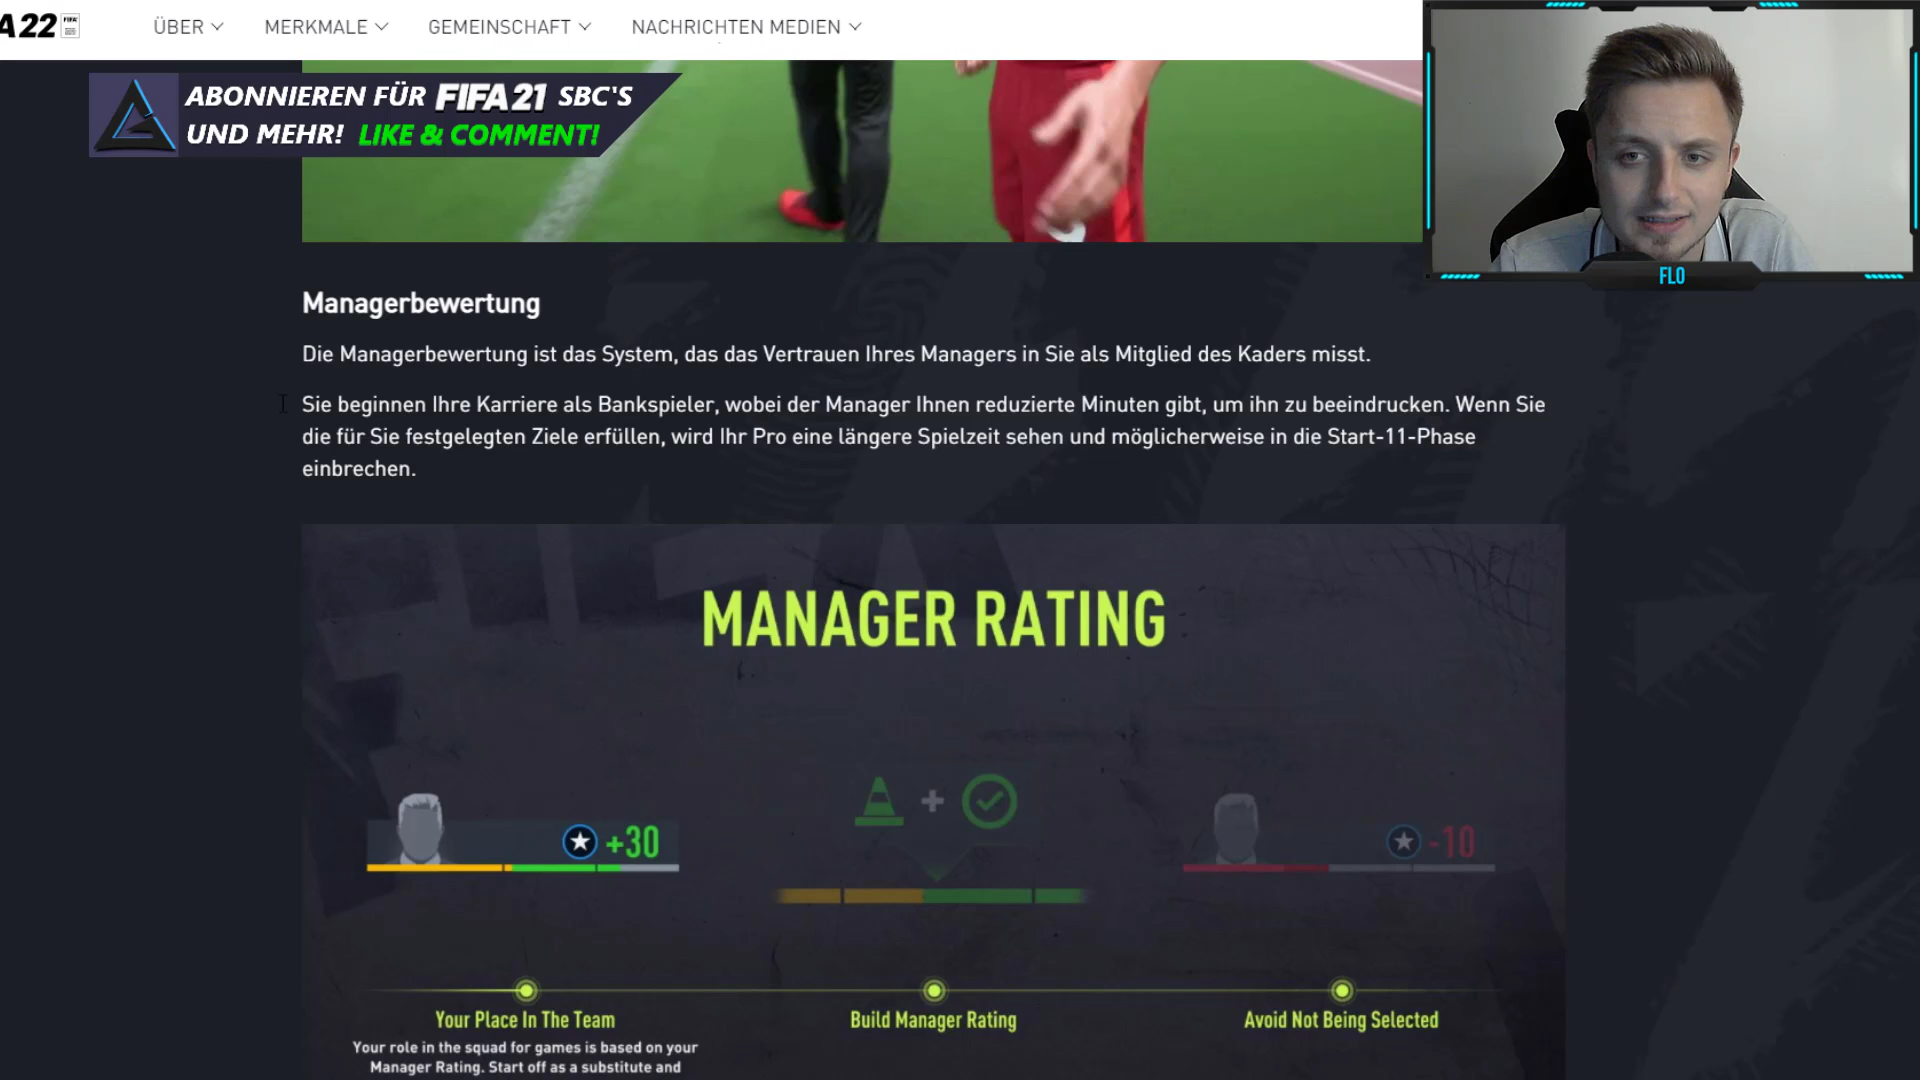 A 22
ÜBER
MERKMALE
GEMEINSCHAFT
NACHRICHTEN MEDIEN
ABONNIEREN FÜR FIFA 21 SBC'S
UND MEHR! LIKE & COMMENT!
FLO
Managerbewertung
Die Managerbewertung ist das System, das das Vertrauen Ihres Managers in Sie als Mitglied des Kaders misst.
Sie beginnen Ihre Karriere als Bankspieler, wobei der Manager Ihnen reduzierte Minuten gibt, um ihn zu beeindrucken. Wenn Sie
die für Sie festgelegten Ziele erfüllen, wird Ihr Pro eine längere Spielzeit sehen und möglicherweise in die Start-11-Phase
einbrechen.
MANAGER RATING
+30
-10
Your Place In The Team
Build Manager Rating
Avoid Not Being Selected
Your role in the squad for games is based on your
Manager Rating. Start off as a substitute and